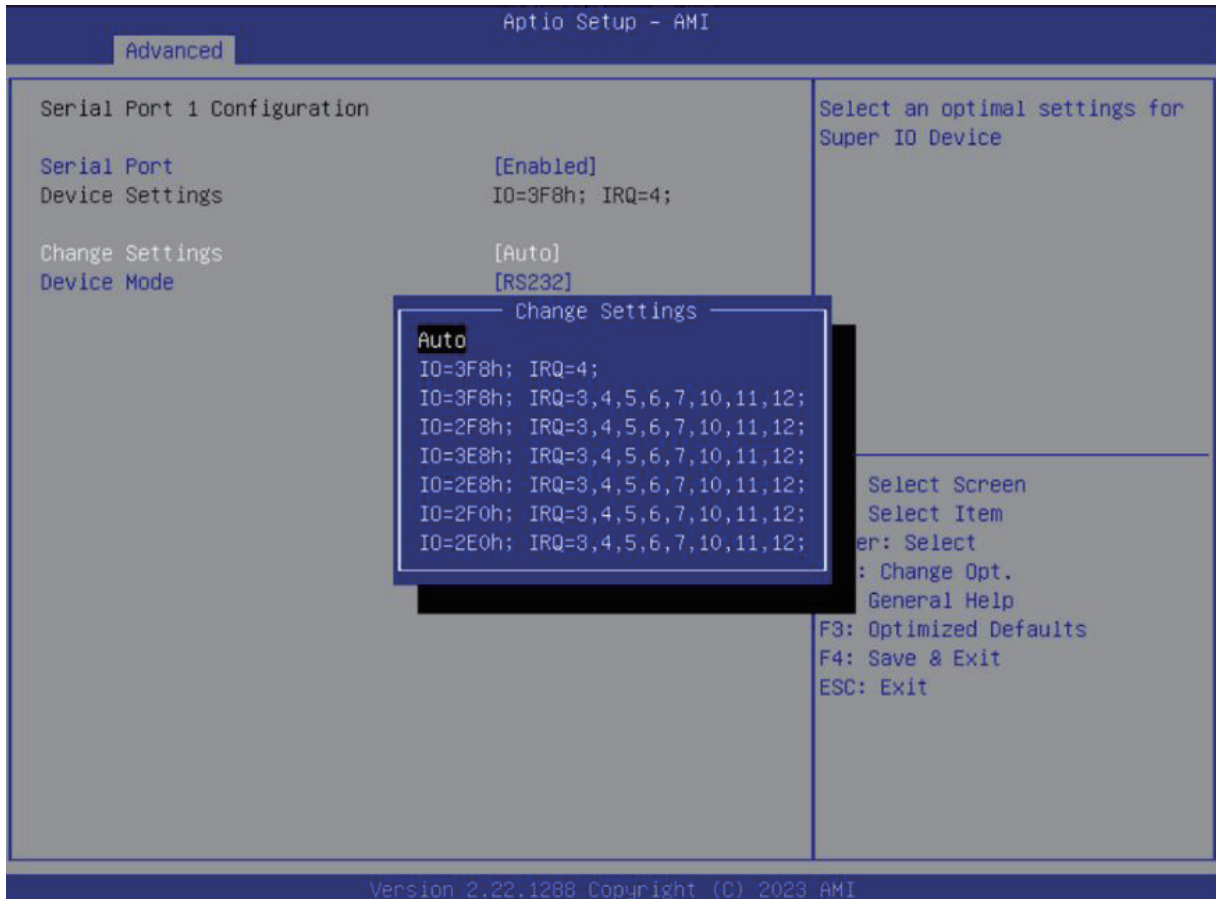 Aptio Setup – AMI
Advanced
Serial Port 1 Configuration
Serial Port [Enabled]
Device Settings IO=3F8h; IRQ=4;
Change Settings [Auto]
Device Mode [RS232]
Change Settings
Auto
IO=3F8h; IRQ=4;
IO=3F8h; IRQ=3,4,5,6,7,10,11,12;
IO=2F8h; IRQ=3,4,5,6,7,10,11,12;
IO=3E8h; IRQ=3,4,5,6,7,10,11,12;
IO=2E8h; IRQ=3,4,5,6,7,10,11,12;
IO=2F0h; IRQ=3,4,5,6,7,10,11,12;
IO=2E0h; IRQ=3,4,5,6,7,10,11,12;
Select an optimal settings for
Super IO Device
Select Screen
Select Item
er: Select
: Change Opt.
General Help
F3: Optimized Defaults
F4: Save & Exit
ESC: Exit
Version 2.22.1288 Copyright (C) 2023 AMI